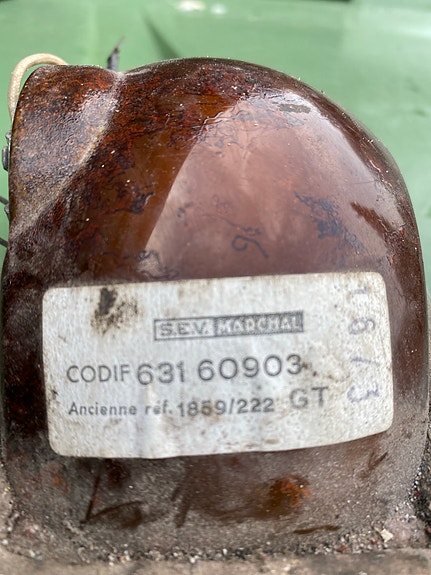 S.E.V. MARCHAL
CODIF 631 60903
Ancienne réf. 1859/222 GT